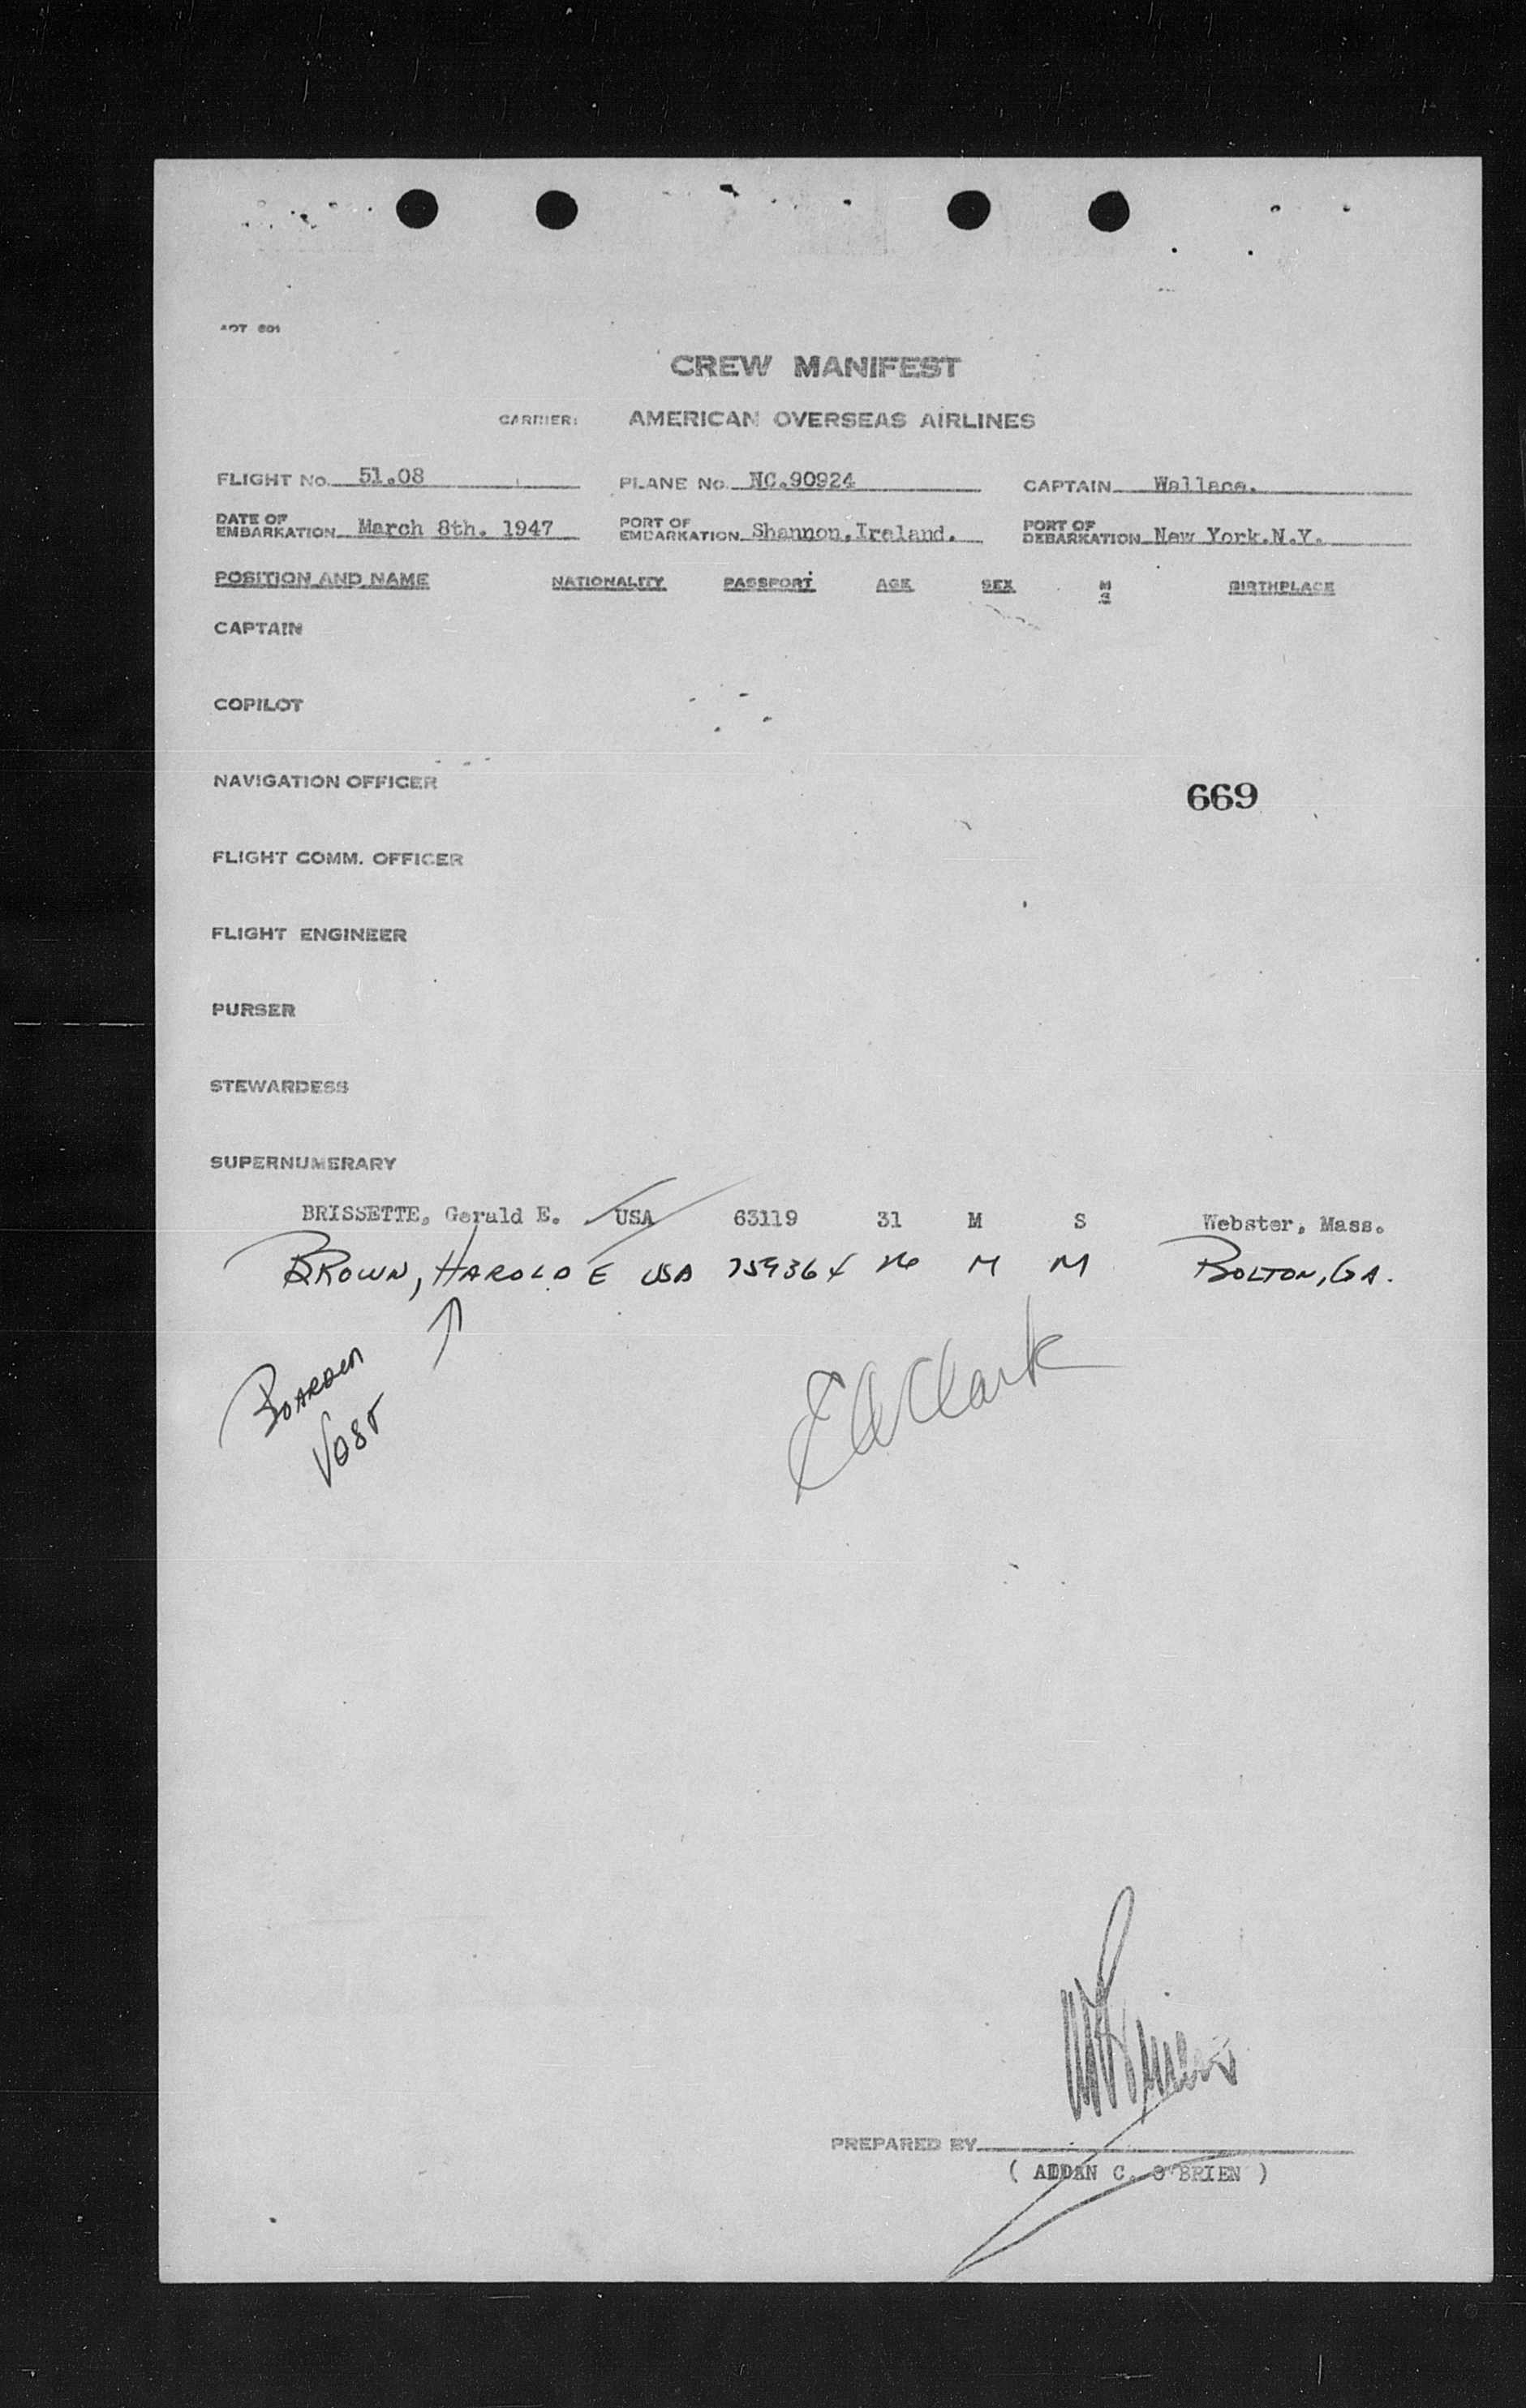 AOT 601
CREW MANIFEST
CARRIER: AMERICAN OVERSEAS AIRLINES
FLIGHT No. 51.08 PLANE No. NC.90924 CAPTAIN Wallace.
DATE OF EMBARKATION March 8th. 1947 PORT OF EMBARKATION Shannon,Ireland. PORT OF DEBARKATION New York.N.Y.
POSITION AND NAME NATIONALITY PASSPORT AGE SEX M S BIRTHPLACE
CAPTAIN
COPILOT
NAVIGATION OFFICER
669
FLIGHT COMM. OFFICER
FLIGHT ENGINEER
PURSER
STEWARDESS
SUPERNUMERARY
BRISSETTE, Gerald E. USA 63119 31 M S Webster, Mass.
BROWN, HAROLD E USA 759364 26 M M BOLTON, GA.
E A Clark
PREPARED BY
( AIDAN C. O'BRIEN )